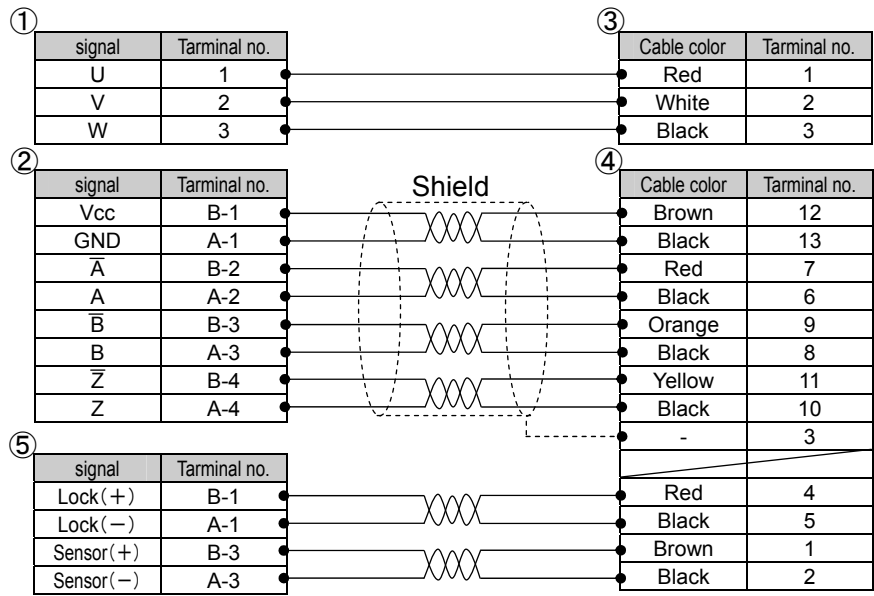 ① ③
signal Tarminal no. Cable color Tarminal no.
U 1 Red 1
V 2 White 2
W 3 Black 3
② ④
signal Tarminal no. Shield Cable color Tarminal no.
Vcc B-1 Brown 12
GND A-1 Black 13
A̅ B-2 Red 7
A A-2 Black 6
B̅ B-3 Orange 9
B A-3 Black 8
Z̅ B-4 Yellow 11
Z A-4 Black 10
- 3
⑤
signal Tarminal no.
Lock(+) B-1 Red 4
Lock(−) A-1 Black 5
Sensor(+) B-3 Brown 1
Sensor(−) A-3 Black 2